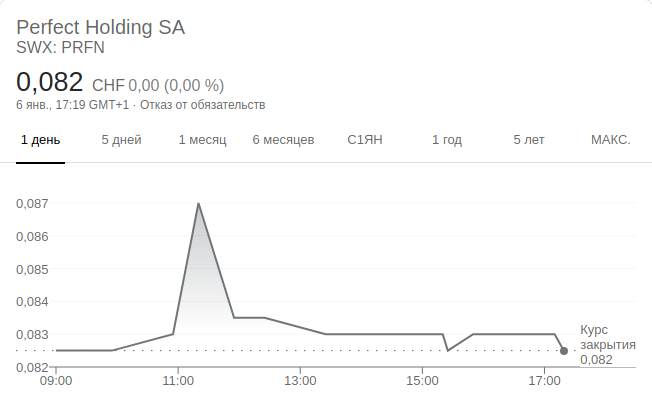 Perfect Holding SA
SWX: PRFN
0,082 CHF 0,00 (0,00 %)
6 янв., 17:19 GMT+1 · Отказ от обязательств
1 день 5 дней 1 месяц 6 месяцев С1ЯН 1 год 5 лет МАКС.
0,087
0,086
0,085
0,084
0,083
Курс
закрытия
0,082
0,082
09:00 11:00 13:00 15:00 17:00